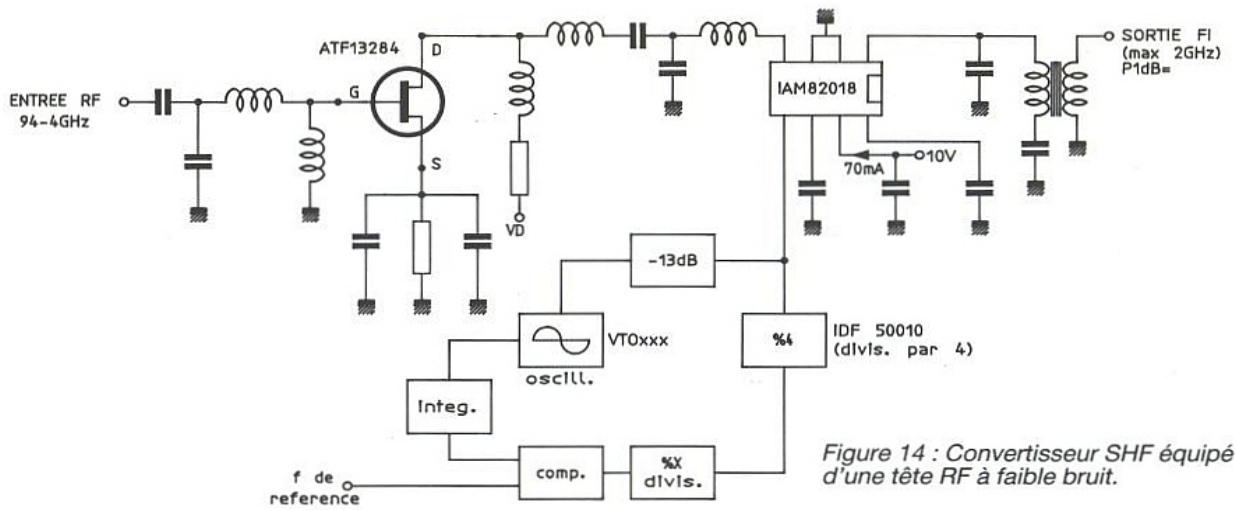 ATF13284
D
G
S
ENTREE RF
94-4GHz
VD
IAM82018
70mA
10V
SORTIE FI
(max 2GHz)
P1dB=
-13dB
VTOxxx
oscill.
%4
IDF 50010
(divis. par 4)
integ.
comp.
%X
divis.
f de
reference
Figure 14 : Convertisseur SHF équipé
d'une tête RF à faible bruit.